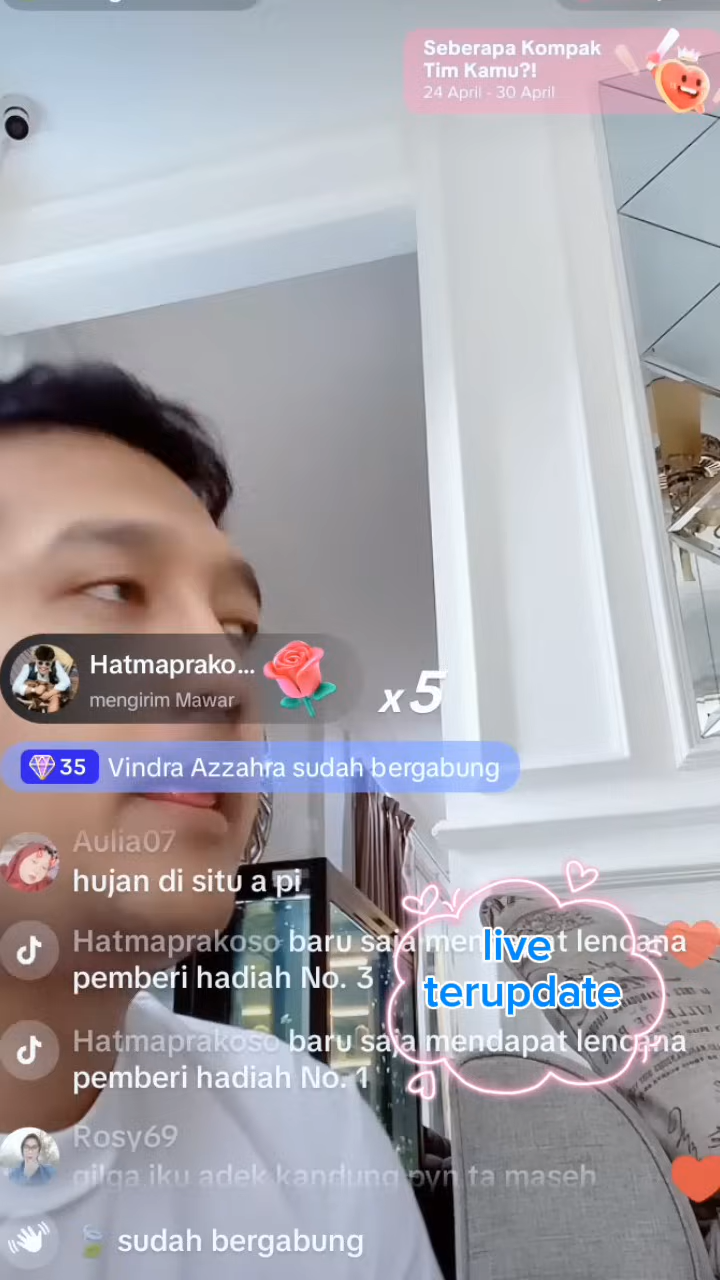 Seberapa Kompak
Tim Kamu?!
24 April - 30 April
Hatmaprako...
mengirim Mawar
x5
35 Vindra Azzahra sudah bergabung
Aulia07
hujan di situ a pi
Hatmaprakoso baru saja mendapat lencana
pemberi hadiah No. 3
live
terupdate
Hatmaprakoso baru saja mendapat lencana
pemberi hadiah No. 1
Rosy69
gilga iku adek kandung pyn ta maseh
sudah bergabung